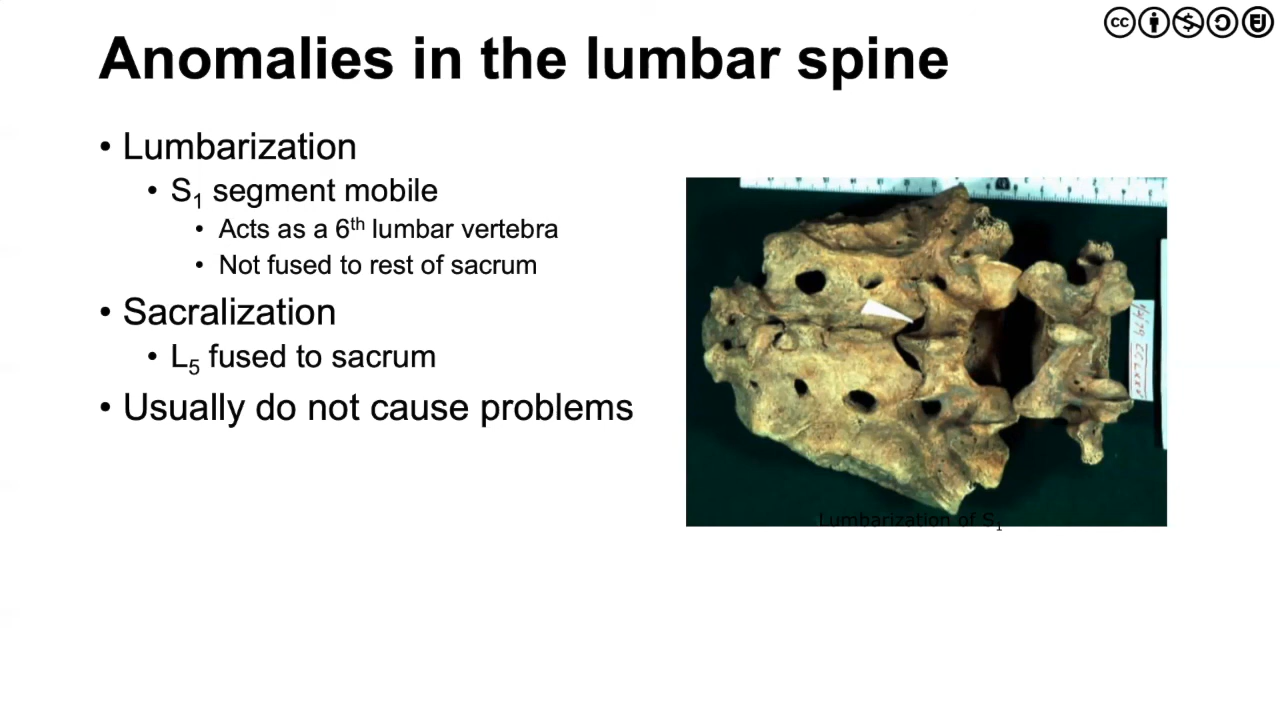 Anomalies in the lumbar spine
• Lumbarization
• S₁ segment mobile
• Acts as a 6ᵗʰ lumbar vertebra
• Not fused to rest of sacrum
• Sacralization
• L₅ fused to sacrum
• Usually do not cause problems
Lumbarization of S₁